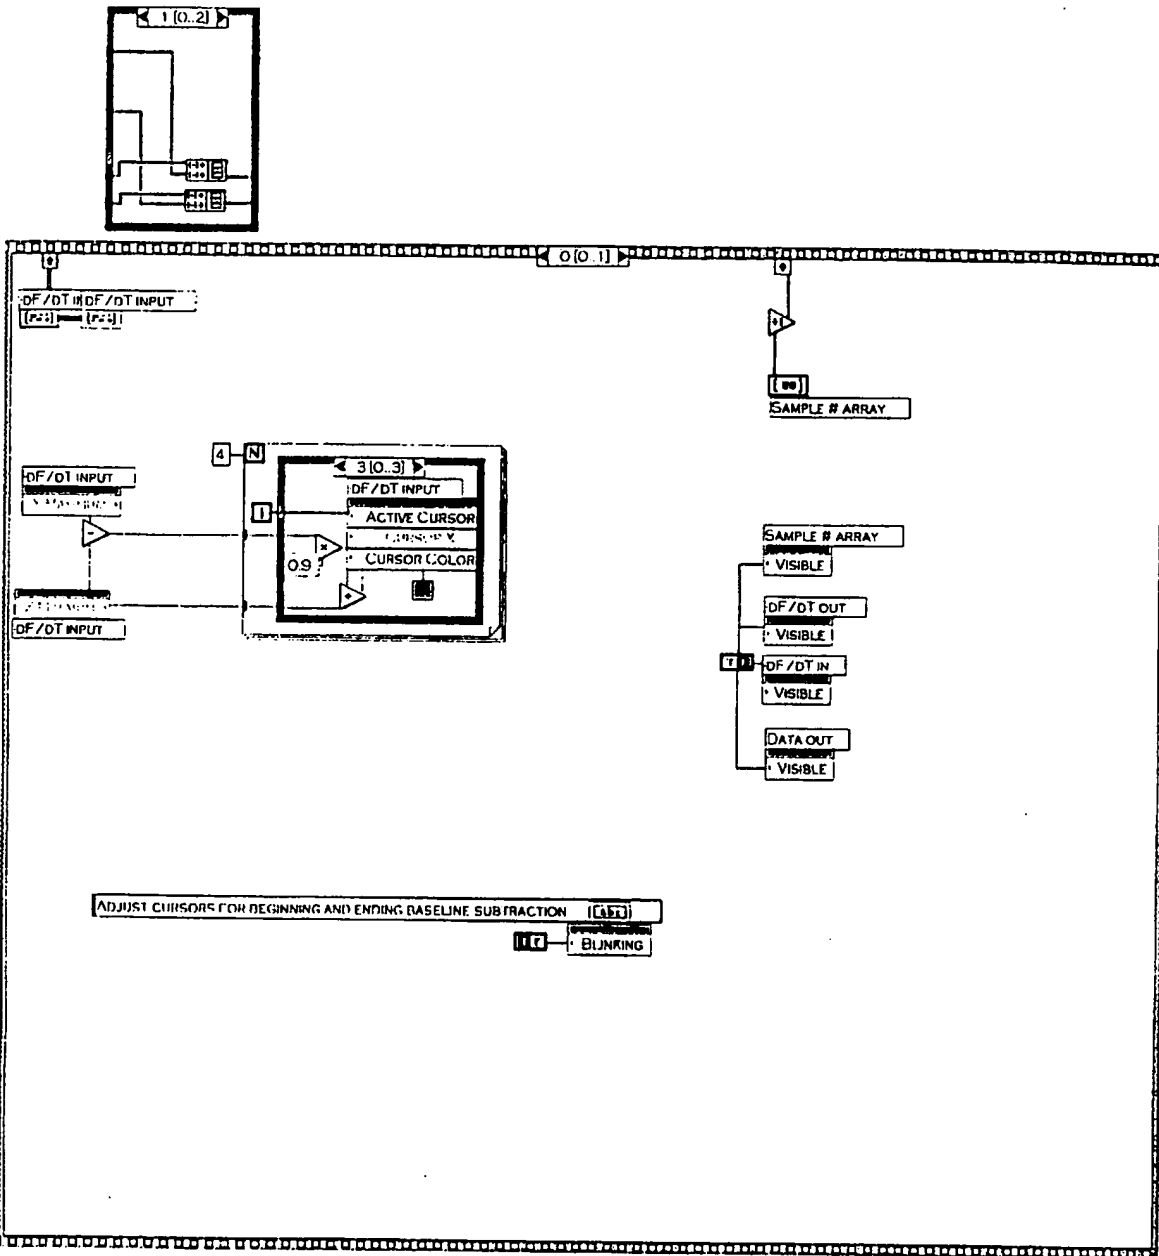 1 [0..2]
0 [0..1]
DF/DT INPUT
SAMPLE # ARRAY
4 N
3 [0..3]
DF/DT INPUT
DF/DT INPUT
I
ACTIVE CURSOR
CURSOR X
0.9
CURSOR COLOR
DF/DT INPUT
SAMPLE # ARRAY
VISIBLE
DF/DT OUT
VISIBLE
DF/DT IN
VISIBLE
DATA OUT
VISIBLE
ADJUST CURSORS FOR BEGINNING AND ENDING BASELINE SUBTRACTION
BLINKING